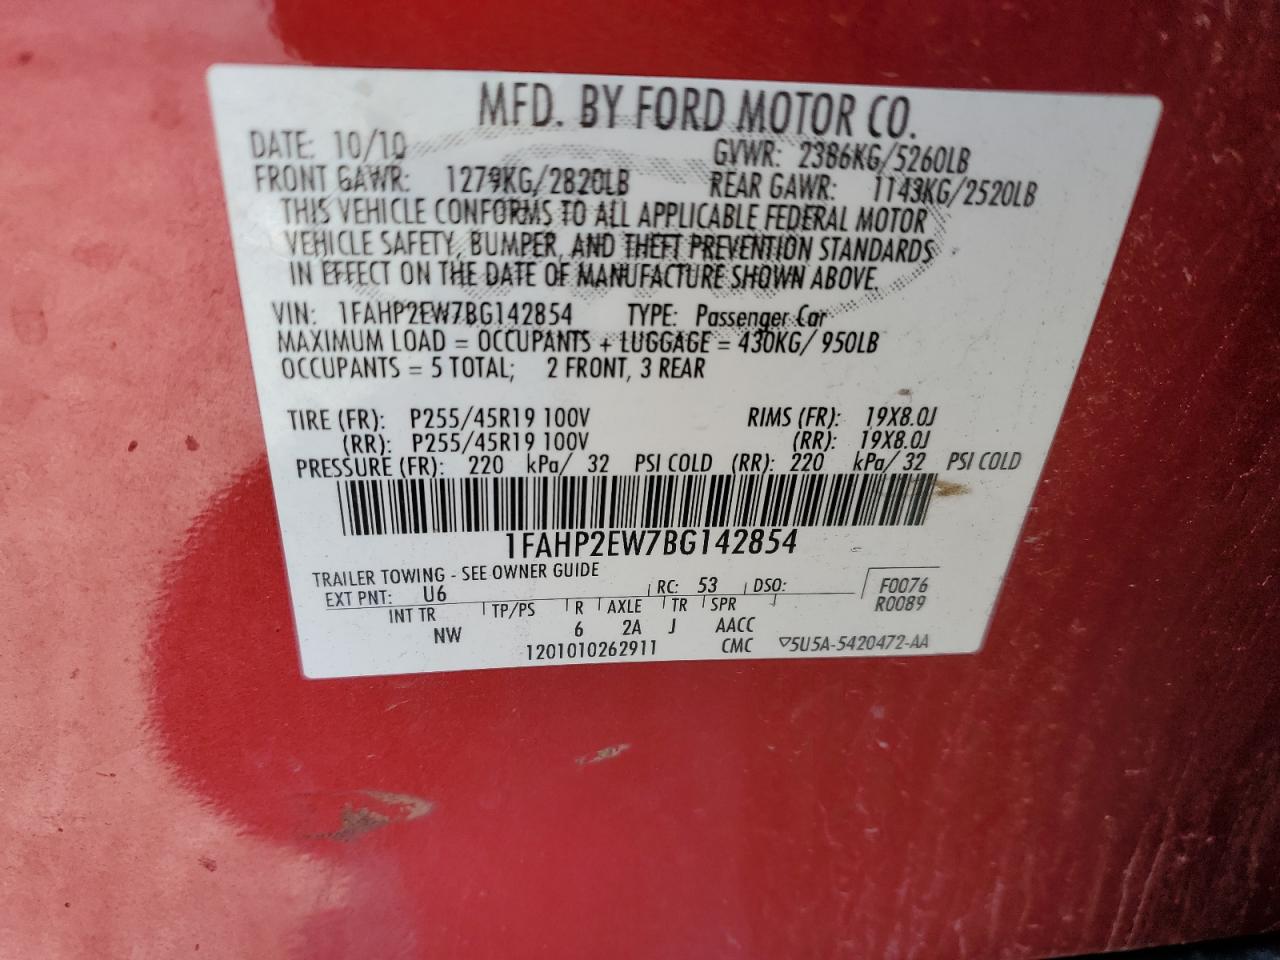 MFD. BY FORD MOTOR CO.
DATE: 10/10 GVWR: 2386KG/5260LB
FRONT GAWR: 1279KG/2820LB REAR GAWR: 1143KG/2520LB
THIS VEHICLE CONFORMS TO ALL APPLICABLE FEDERAL MOTOR
VEHICLE SAFETY, BUMPER, AND THEFT PREVENTION STANDARDS
IN EFFECT ON THE DATE OF MANUFACTURE SHOWN ABOVE.
VIN: 1FAHP2EW7BG142854 TYPE: Passenger Car
MAXIMUM LOAD = OCCUPANTS + LUGGAGE = 430KG/ 950LB
OCCUPANTS = 5 TOTAL; 2 FRONT, 3 REAR
TIRE (FR): P255/45R19 100V RIMS (FR): 19X8.0J
(RR): P255/45R19 100V (RR): 19X8.0J
PRESSURE (FR): 220 kPa/ 32 PSI COLD (RR): 220 kPa/ 32 PSI COLD
1FAHP2EW7BG142854
TRAILER TOWING - SEE OWNER GUIDE
EXT PNT: U6 RC: 53 DSO: F0076
R0089
INT TR TP/PS R AXLE TR SPR
NW 6 2A J AACC
1201010262911 CMC ▽5U5A-5420472-AA